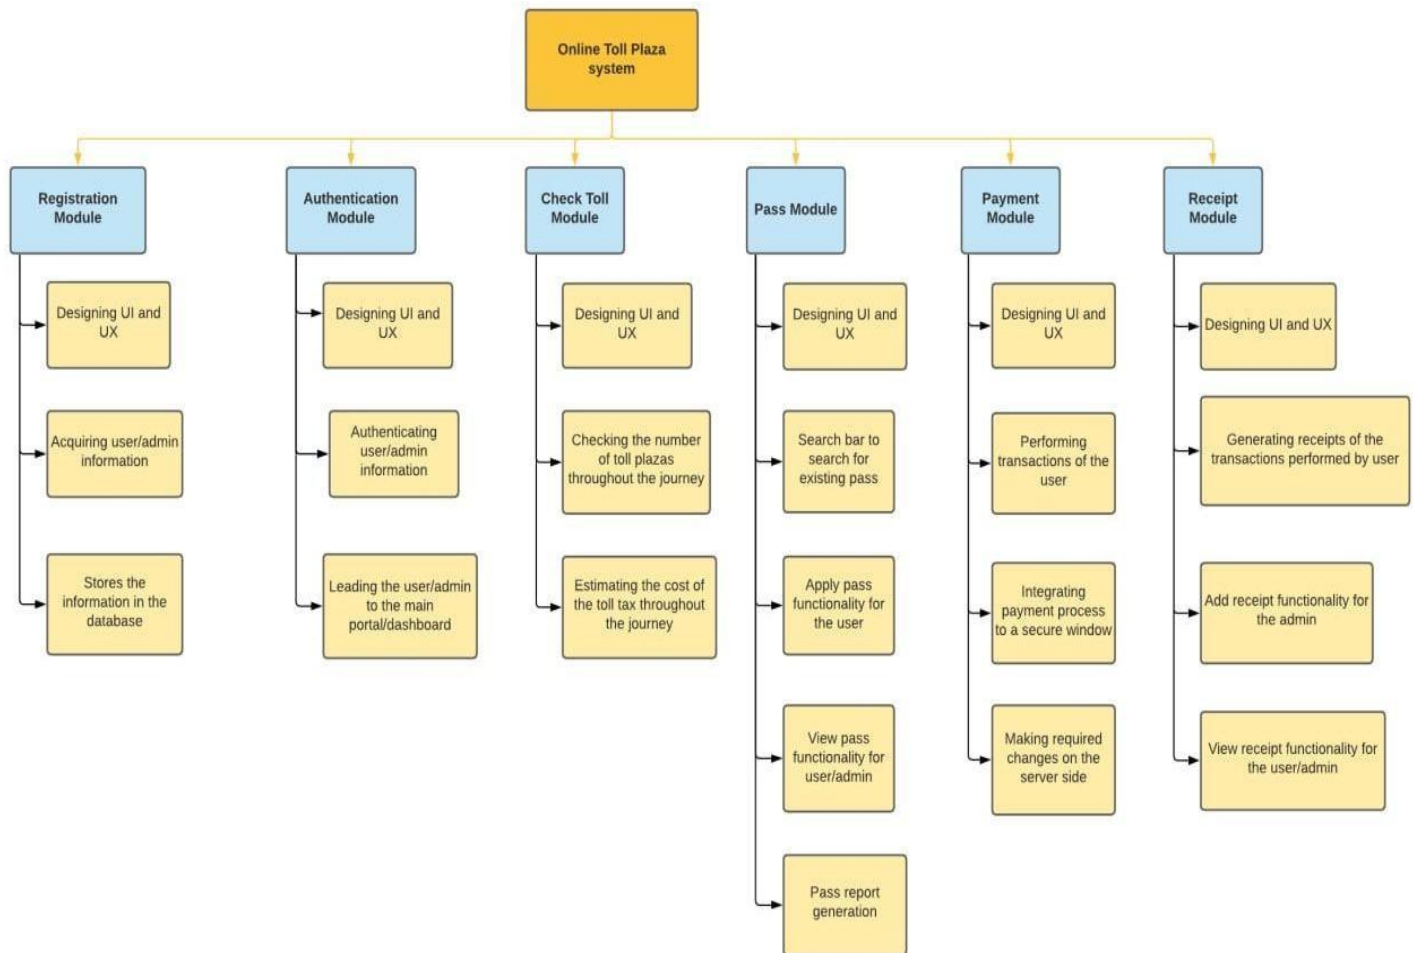 Online Toll Plaza
system
Registration
Module
Authentication
Module
Check Toll
Module
Pass Module
Payment
Module
Receipt
Module
Designing UI and
UX
Acquiring user/admin
information
Stores the
information in the
database
Designing UI and
UX
Authenticating
user/admin
information
Leading the user/admin
to the main
portal/dashboard
Designing UI and
UX
Checking the number
of toll plazas
throughout the journey
Estimating the cost of
the toll tax throughout
the journey
Designing UI and
UX
Search bar to
search for
existing pass
Apply pass
functionality for
the user
View pass
functionality for
user/admin
Pass report
generation
Designing UI and
UX
Performing
transactions of the
user
Integrating
payment process
to a secure window
Making required
changes on the
server side
Designing UI and UX
Generating receipts of the
transactions performed by user
Add receipt functionality for
the admin
View receipt functionality for
the user/admin